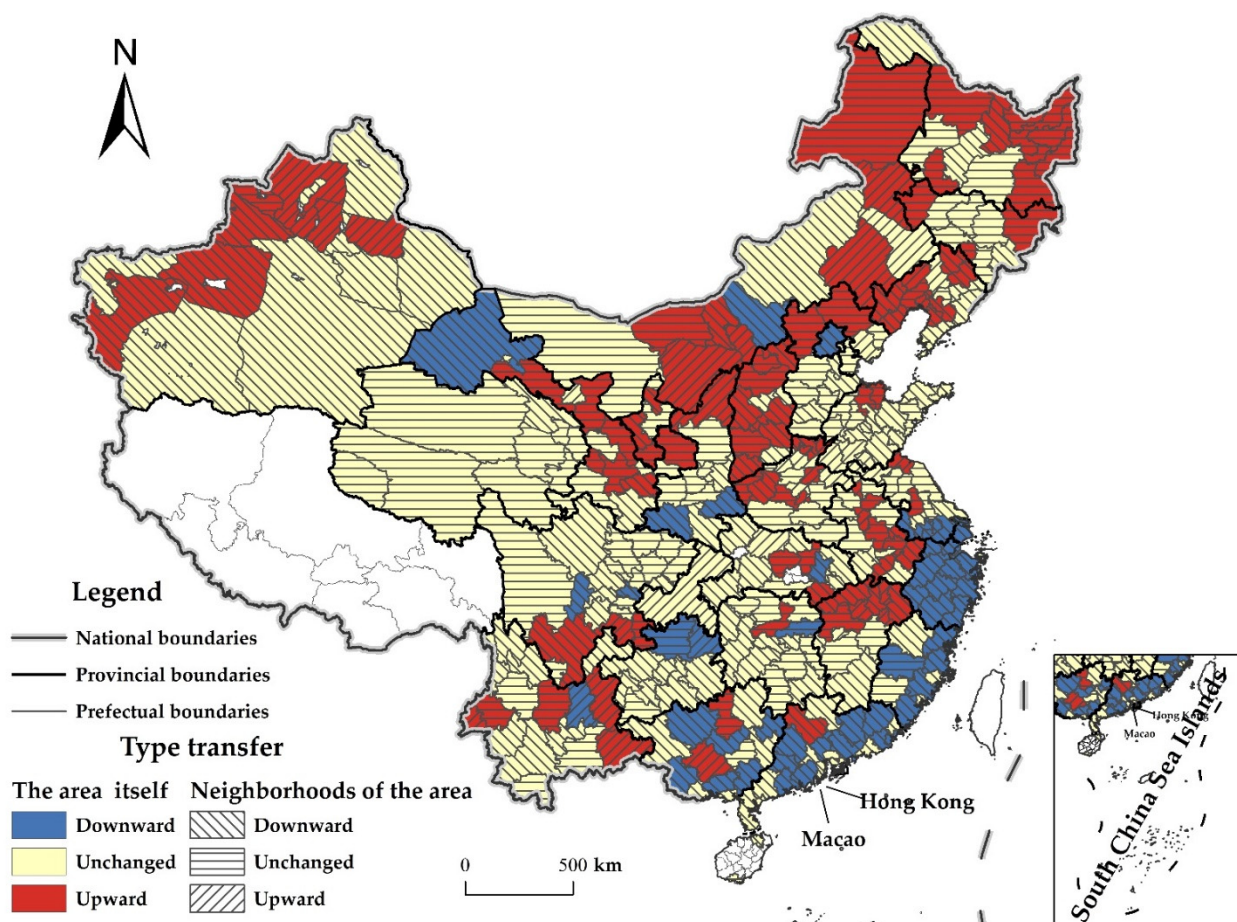 N
Legend
National boundaries
Provincial boundaries
Prefectual boundaries
Type transfer
The area itself
Neighborhoods of the area
Downward
Downward
Unchanged
Unchanged
Upward
Upward
0
500 km
Hong Kong
Macao
Hong Kong
Macao
South China Sea Islands